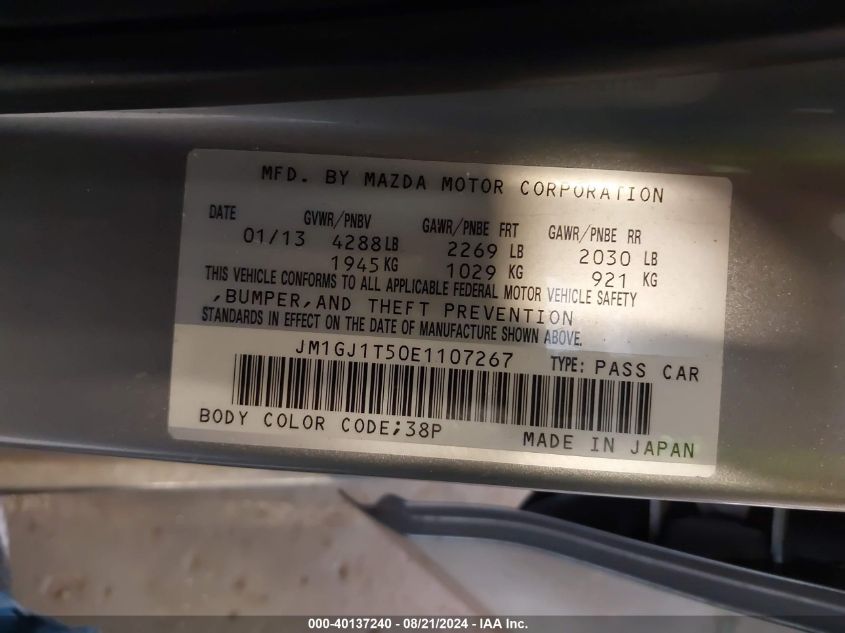 MFD. BY MAZDA MOTOR CORPORATION
DATE GVWR/PNBV GAWR/PNBE FRT GAWR/PNBE RR
01/13 4288 LB 2269 LB 2030 LB
1945 KG 1029 KG 921 KG
THIS VEHICLE CONFORMS TO ALL APPLICABLE FEDERAL MOTOR VEHICLE SAFETY
,BUMPER,AND THEFT PREVENTION
STANDARDS IN EFFECT ON THE DATE OF MANUFACTURE SHOWN ABOVE.
JM1GJ1T50E1107267 TYPE: PASS CAR
BODY COLOR CODE;38P MADE IN JAPAN
000-40137240 - 08/21/2024 - IAA Inc.